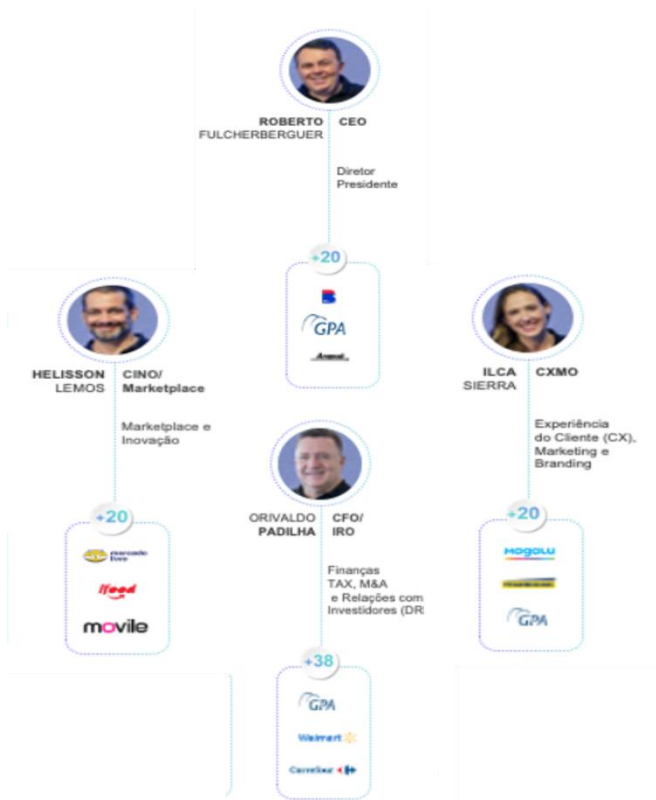 ROBERTO CEO
FULCHERBERGUER
Diretor
Presidente
+20
GPA
HELISSON CINO/
LEMOS Marketplace
Marketplace e
Inovação
+20
mercado
livre
ifood
movile
ILCA CXMO
SIERRA
Experiência
do Cliente (CX),
Marketing e
Branding
+20
Magalu
GPA
ORIVALDO CFO/
PADILHA IRO
Finanças
TAX, M&A
e Relações com
Investidores (DR
+38
GPA
Walmart
Carrefour